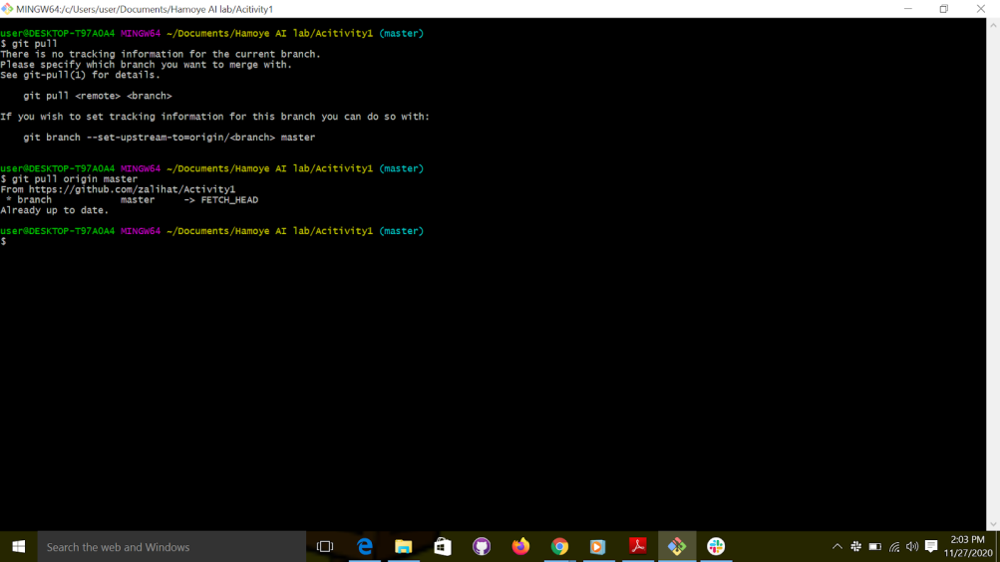 MINGW64:/c/Users/user/Documents/Hamoye AI lab/Acitivity1
user@DESKTOP-T97A0A4 MINGW64 ~/Documents/Hamoye AI lab/Acitivity1 (master)
$ git pull
There is no tracking information for the current branch.
Please specify which branch you want to merge with.
See git-pull(1) for details.
git pull <remote> <branch>
If you wish to set tracking information for this branch you can do so with:
git branch --set-upstream-to=origin/<branch> master
user@DESKTOP-T97A0A4 MINGW64 ~/Documents/Hamoye AI lab/Acitivity1 (master)
$ git pull origin master
From https://github.com/zalihat/Activity1
* branch master -> FETCH_HEAD
Already up to date.
user@DESKTOP-T97A0A4 MINGW64 ~/Documents/Hamoye AI lab/Acitivity1 (master)
$
Search the web and Windows
2:03 PM
11/27/2020